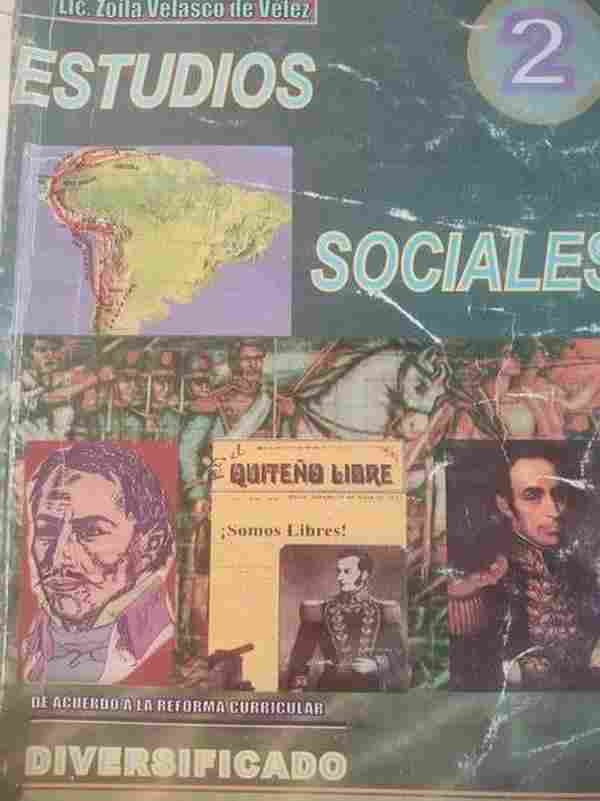 Lic. Zoila Velasco de Vélez
2
ESTUDIOS
SOCIALES
el
QUITEÑO LIBRE
¡Somos Libres!
DE ACUERDO A LA REFORMA CURRICULAR
DIVERSIFICADO